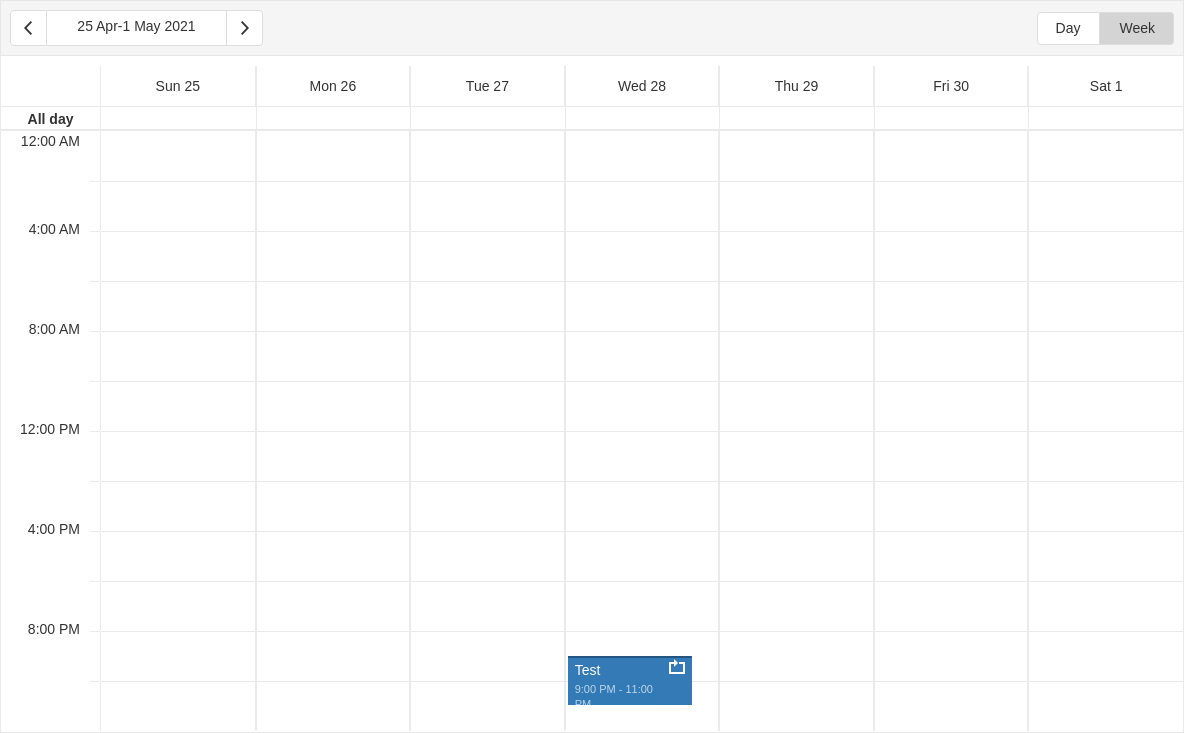 25 Apr-1 May 2021
Day
Week
Sun 25
Mon 26
Tue 27
Wed 28
Thu 29
Fri 30
Sat 1
All day
12:00 AM
4:00 AM
8:00 AM
12:00 PM
4:00 PM
8:00 PM
Test
9:00 PM - 11:00
PM